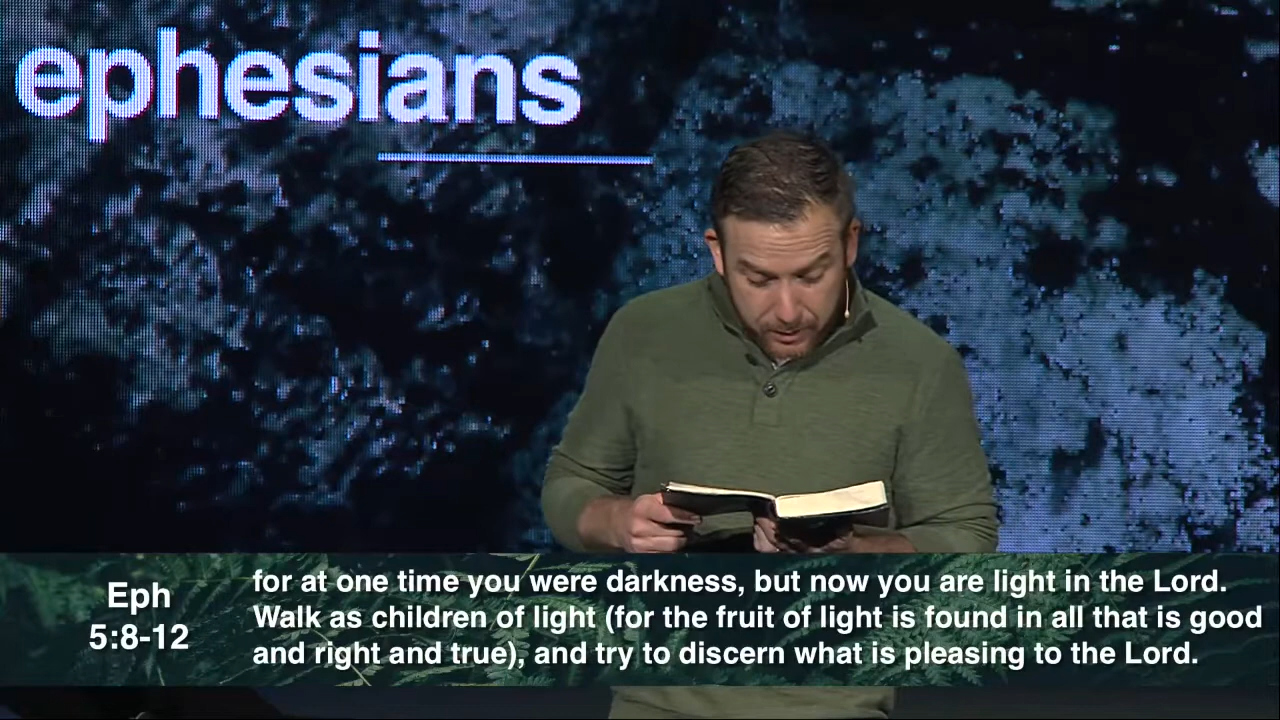 ephesians
Eph
5:8-12
for at one time you were darkness, but now you are light in the Lord.
Walk as children of light (for the fruit of light is found in all that is good
and right and true), and try to discern what is pleasing to the Lord.